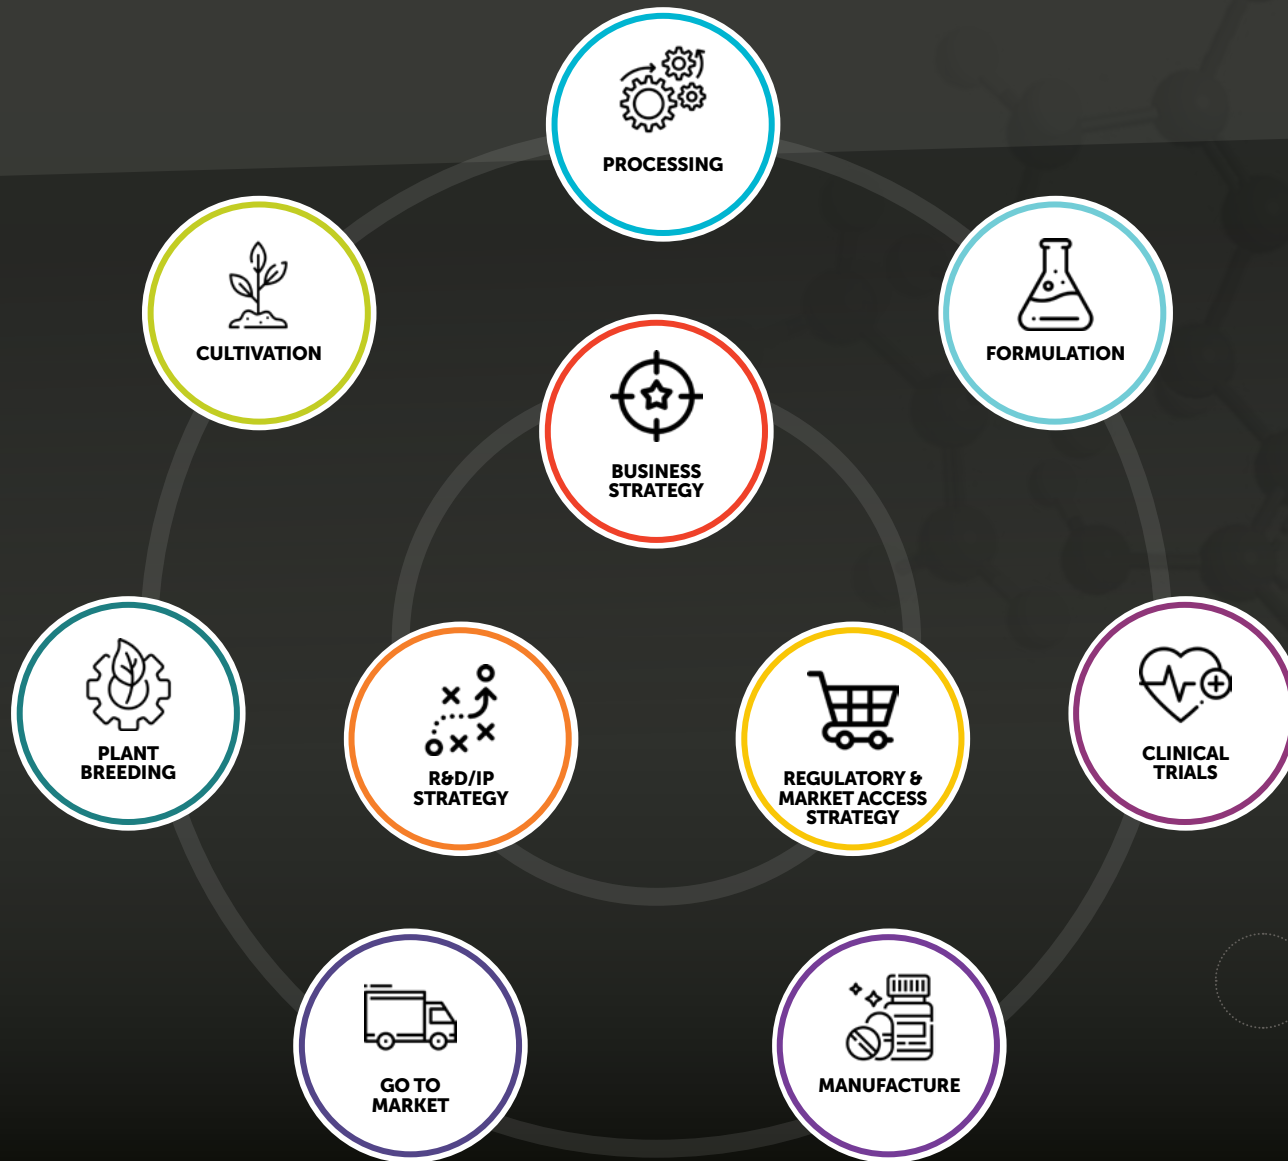 PROCESSING
CULTIVATION
FORMULATION
BUSINESS
STRATEGY
PLANT
BREEDING
R&D/IP
STRATEGY
REGULATORY &
MARKET ACCESS
STRATEGY
CLINICAL
TRIALS
GO TO
MARKET
MANUFACTURE